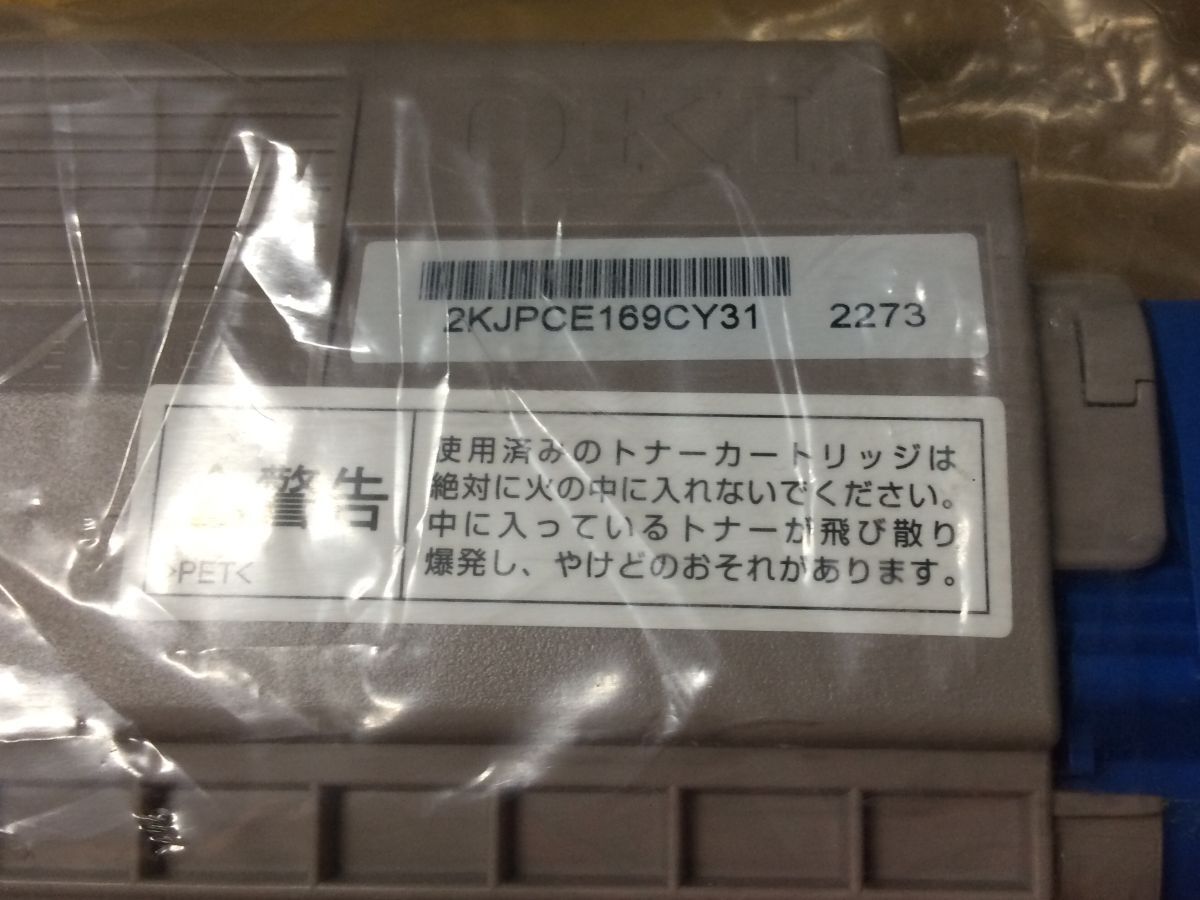 OKI
2KJPCE169CY31 2273
警告
>PET<
使用済みのトナーカートリッジは
絶対に火の中に入れないでください。
中に入っているトナーが飛び散り
爆発し、やけどのおそれがあります。